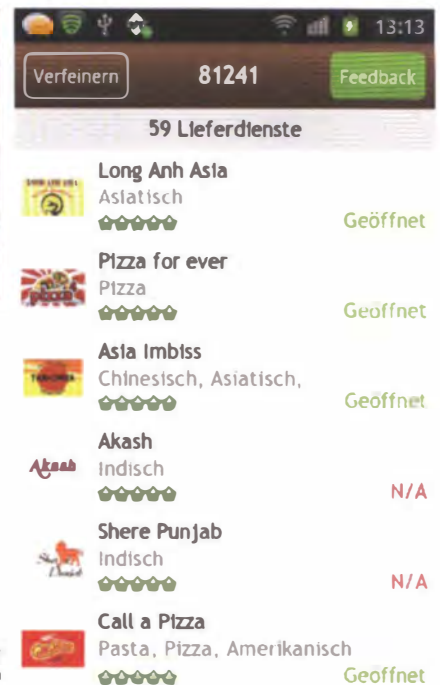 13:13
Verfeinern 81241 Feedback
59 Lieferdienste
Long Anh Asia
Asiatisch
Geöffnet
Pizza for ever
Pizza
Geöffnet
Asia Imbiss
Chinesisch, Asiatisch,
Geöffnet
Akash
Akash
Indisch
N/A
Shere Punjab
Indisch
N/A
Call a Pizza
Pasta, Pizza, Amerikanisch
Geöffnet